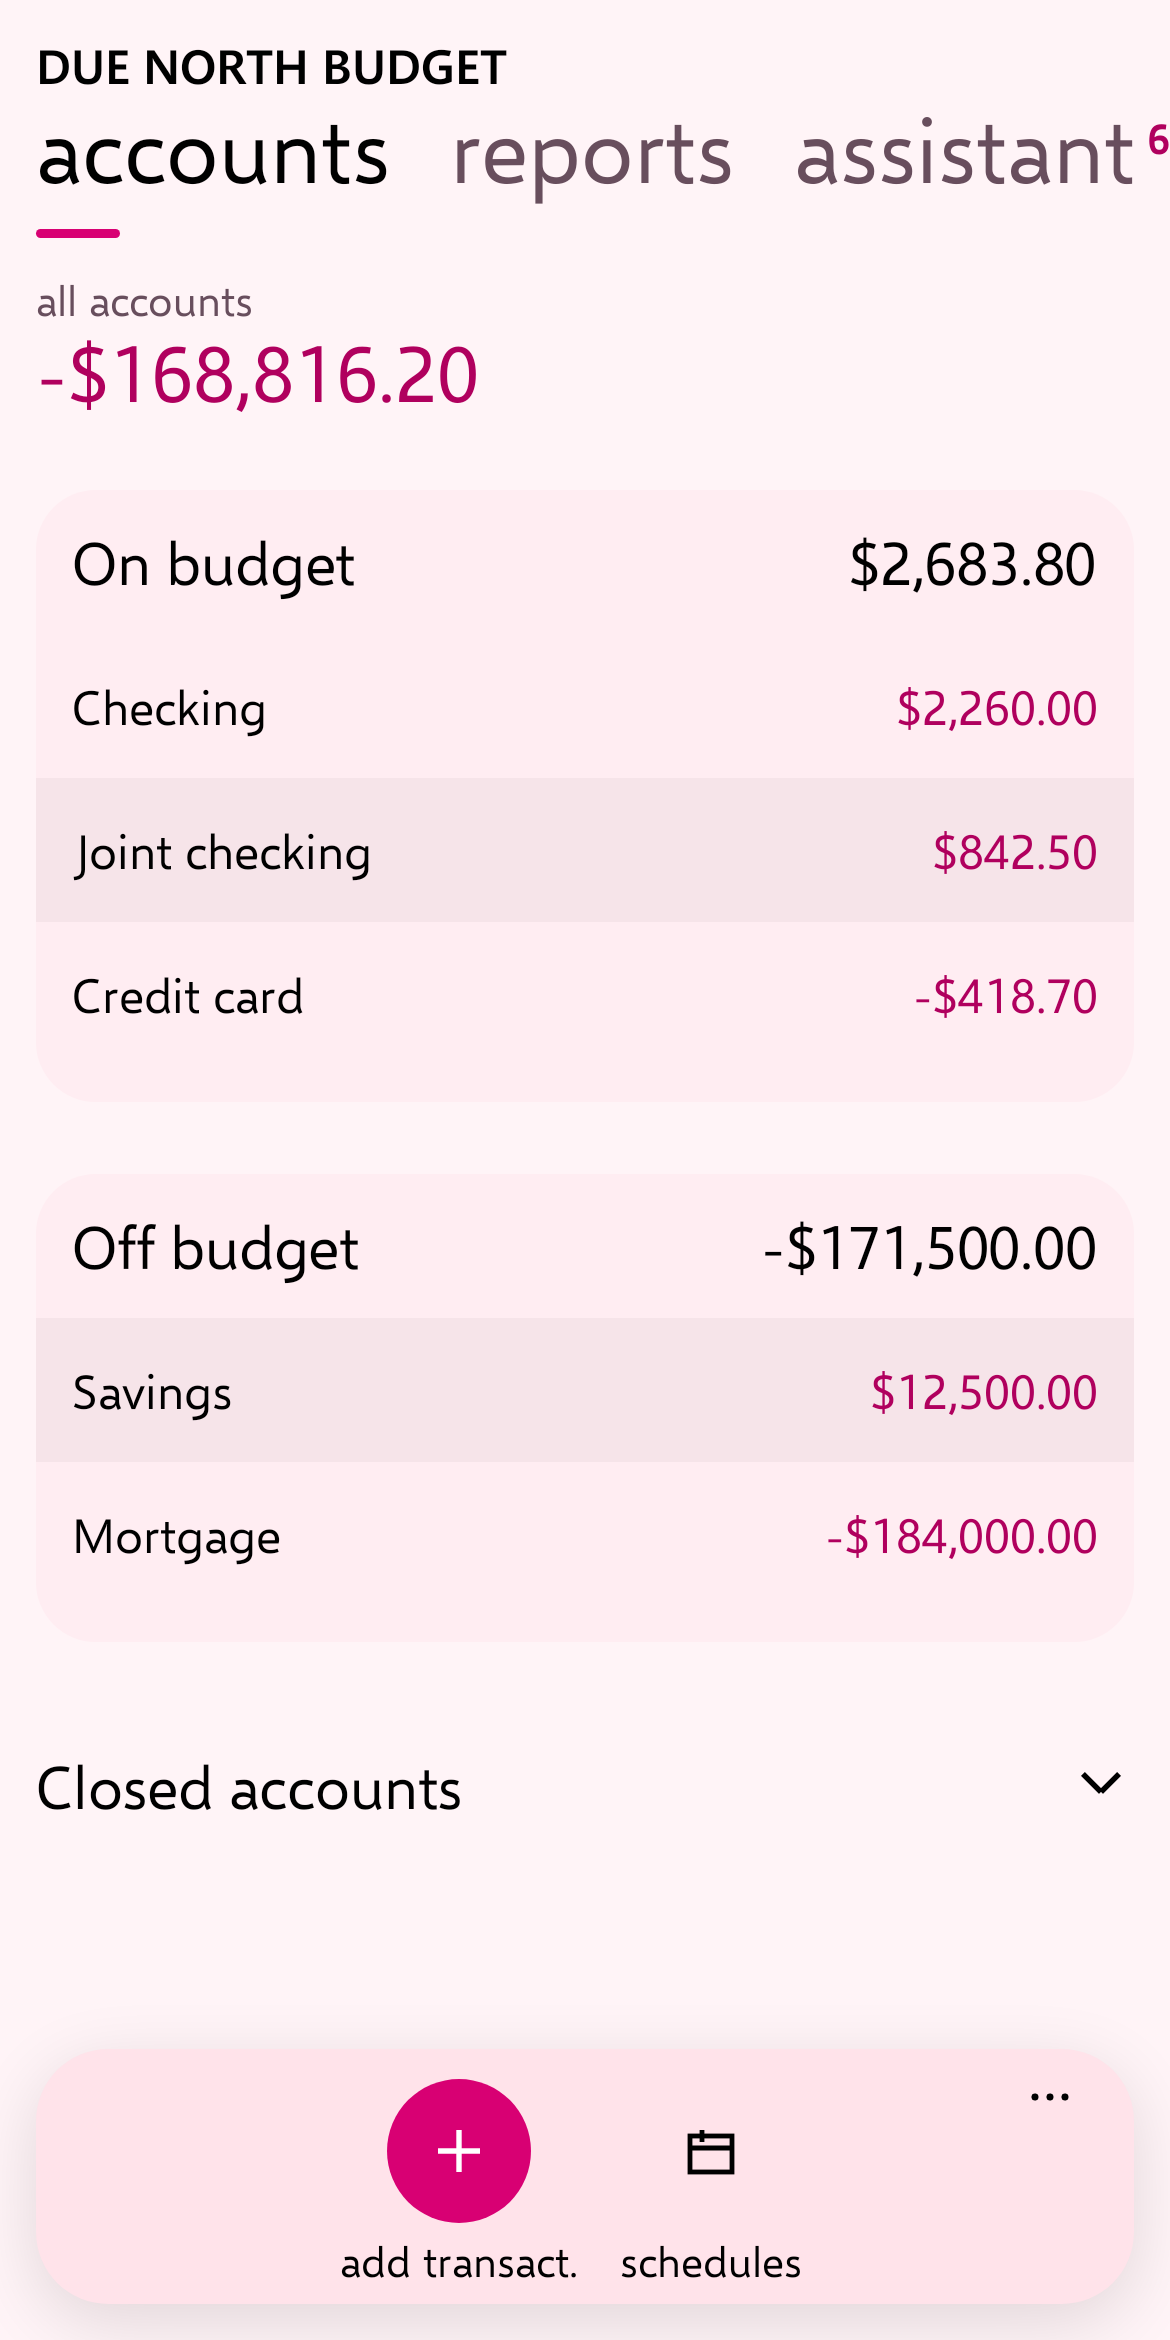 DUE NORTH BUDGET
accounts reports assistant 6
all accounts
-$168,816.20
On budget $2,683.80
Checking $2,260.00
Joint checking $842.50
Credit card -$418.70
Off budget -$171,500.00
Savings $12,500.00
Mortgage -$184,000.00
Closed accounts
add transact. schedules